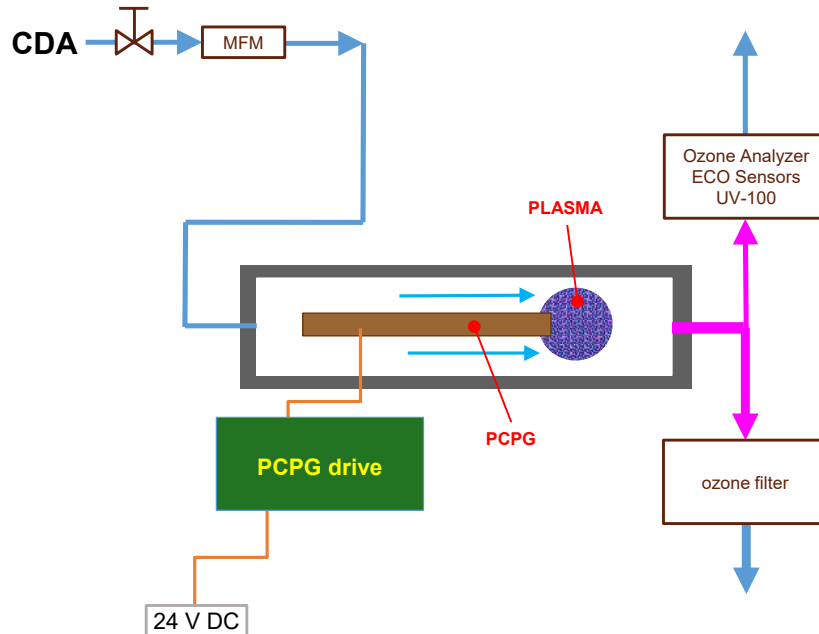 CDA
MFM
Ozone Analyzer
ECO Sensors
UV-100
PLASMA
PCPG
PCPG drive
ozone filter
24 V DC